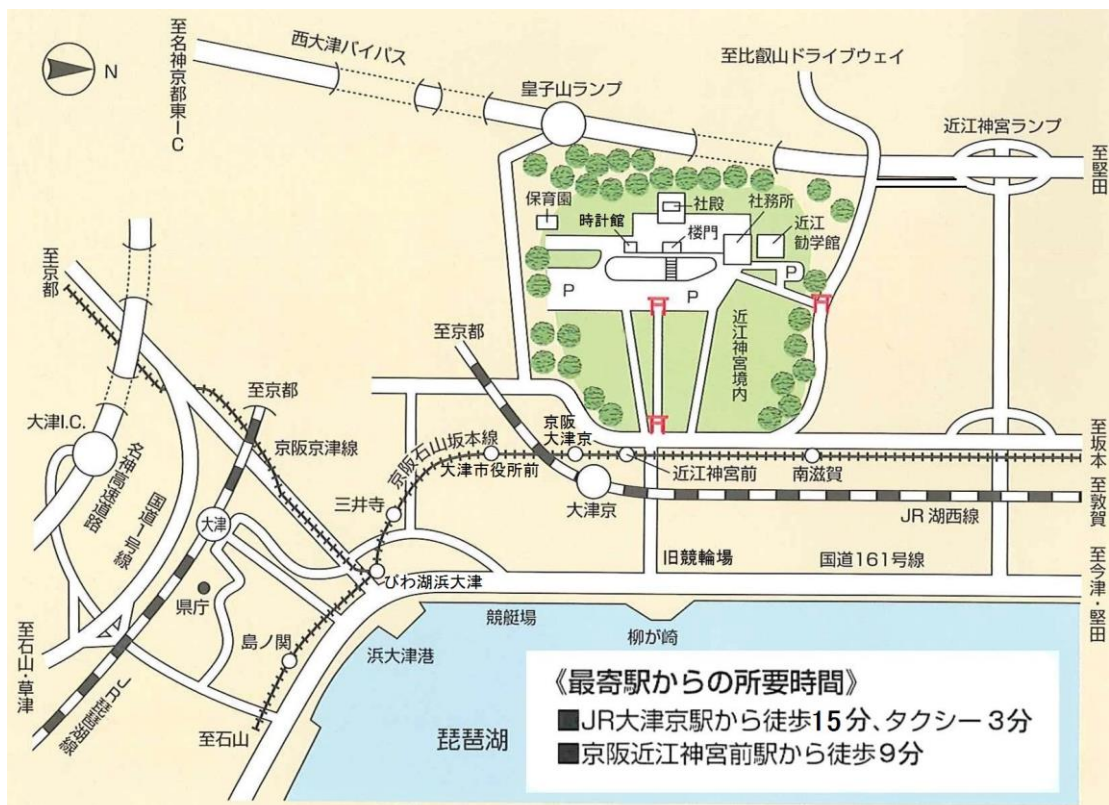 至名神京都東IC
西大津バイパス
至比叡山ドライブウェイ
N
皇子山ランプ
近江神宮ランプ
至堅田
保育園
社殿
社務所
時計館
楼門
近江
勧学館
P
P
P
至京都
至京都
近江神宮境内
至京都
大津I.C.
名神高速道路
国道1号線
京阪京津線
京阪石山坂本線
大津市役所前
京阪
大津京
近江神宮前
南滋賀
至坂本
至敦賀
大津京
JR湖西線
三井寺
大津
旧競輪場
国道161号線
びわ湖浜大津
県庁
競艇場
柳が崎
至今津・堅田
島ノ関
浜大津港
至石山・草津
JR琵琶湖線
至石山
琵琶湖
《最寄駅からの所要時間》
■JR大津京駅から徒歩15分、タクシー3分
■京阪近江神宮前駅から徒歩9分